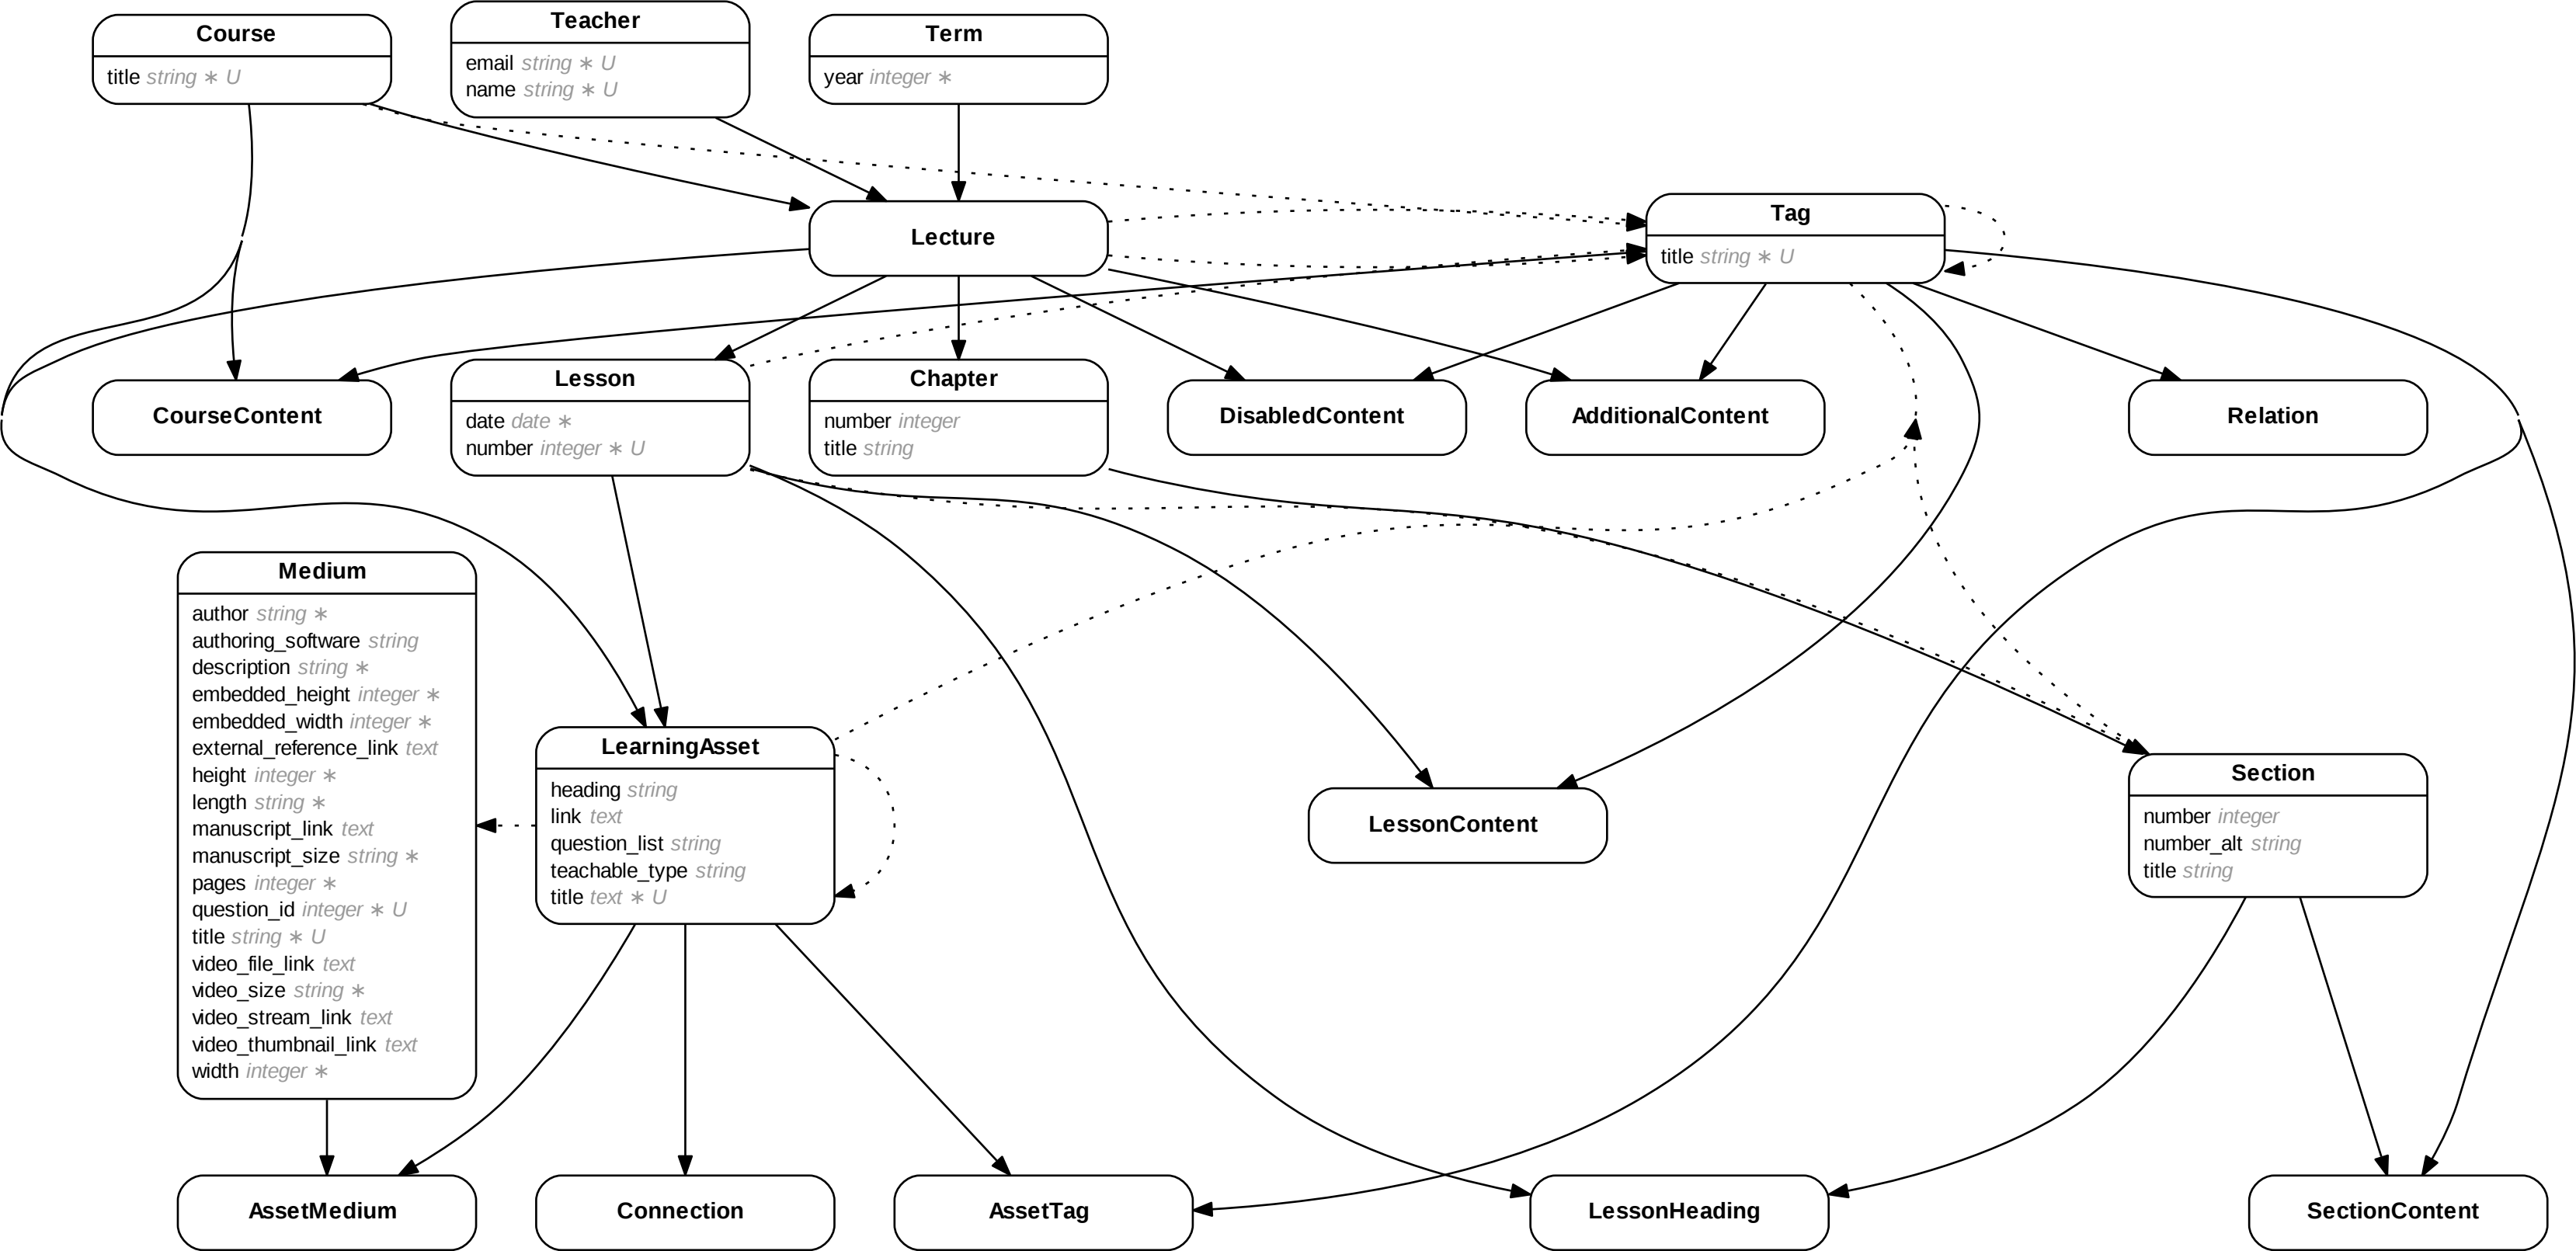 Course
title string ∗ U
Teacher
email string ∗ U
name string ∗ U
Term
year integer ∗
Lecture
Tag
title string ∗ U
CourseContent
Lesson
date date ∗
number integer ∗ U
Chapter
number integer
title string
DisabledContent
AdditionalContent
Relation
Medium
author string ∗
authoring_software string
description string ∗
embedded_height integer ∗
embedded_width integer ∗
external_reference_link text
height integer ∗
length string ∗
manuscript_link text
manuscript_size string ∗
pages integer ∗
question_id integer ∗ U
title string ∗ U
video_file_link text
video_size string ∗
video_stream_link text
video_thumbnail_link text
width integer ∗
LearningAsset
heading string
link text
question_list string
teachable_type string
title text ∗ U
LessonContent
Section
number integer
number_alt string
title string
AssetMedium
Connection
AssetTag
LessonHeading
SectionContent